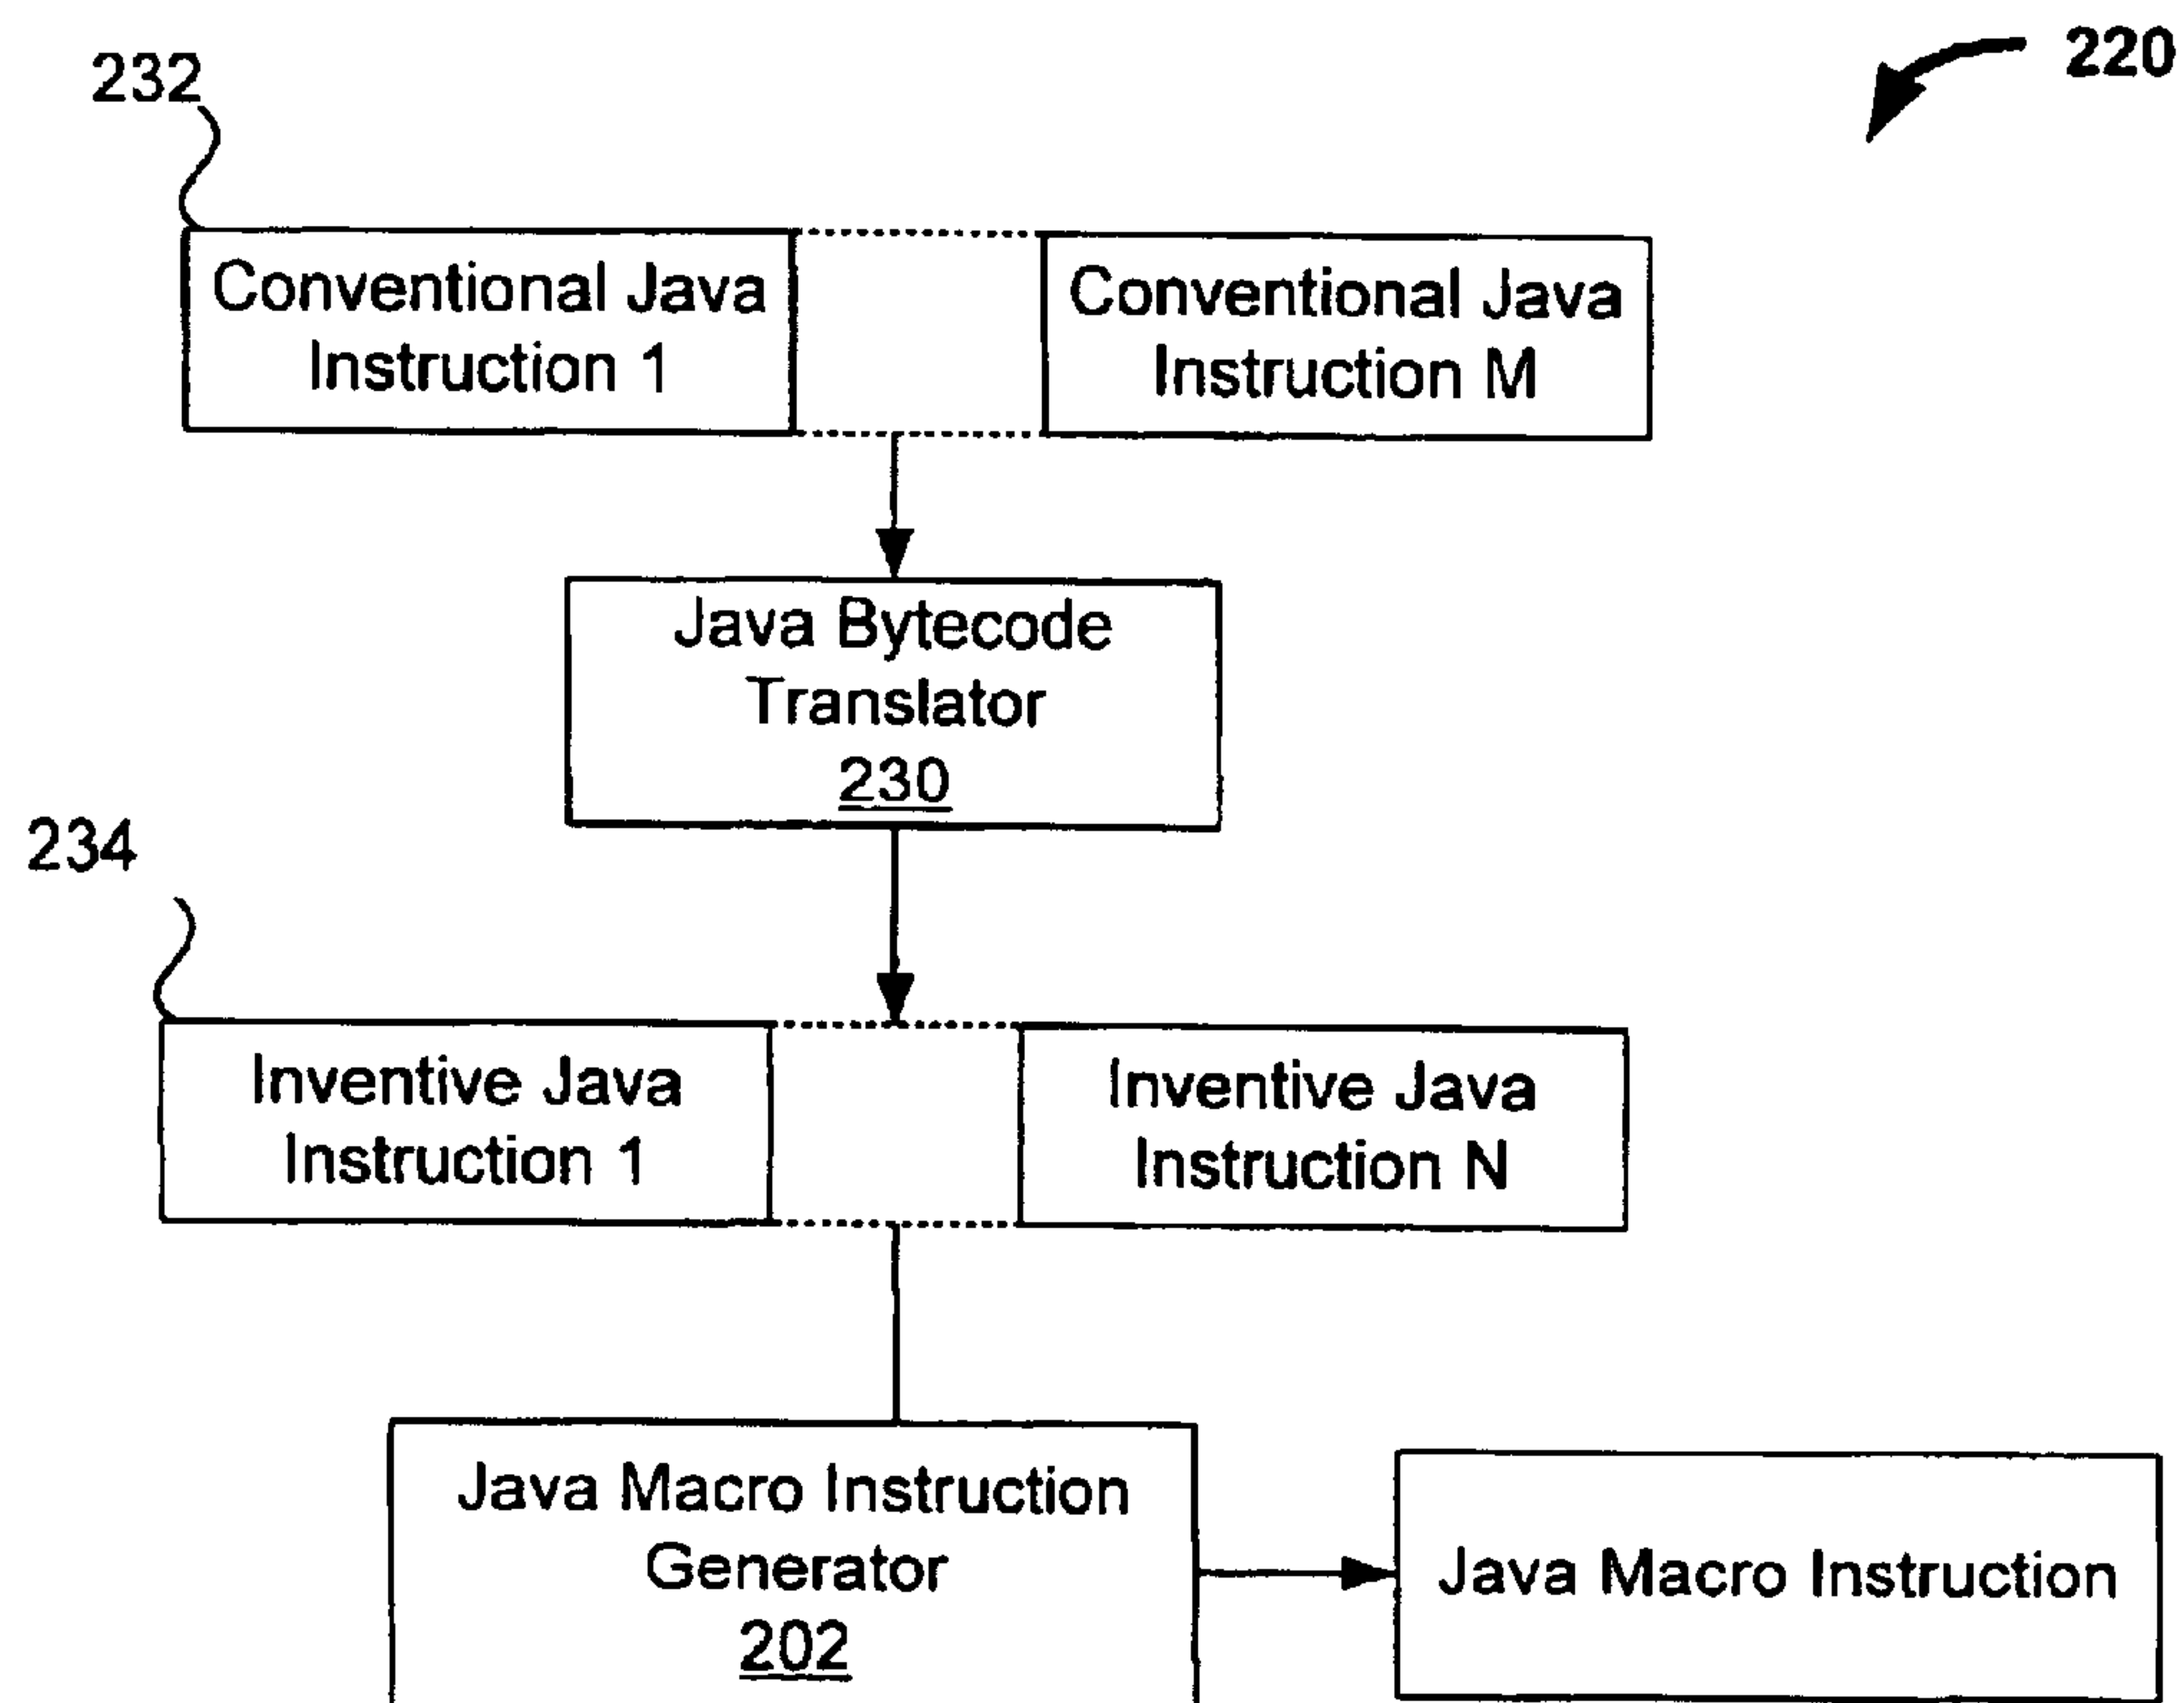 220
232
Conventional Java
Instruction 1
Conventional Java
Instruction M
Java Bytecode
Translator
230
234
Inventive Java
Instruction 1
Inventive Java
Instruction N
Java Macro Instruction
Generator
202
Java Macro Instruction